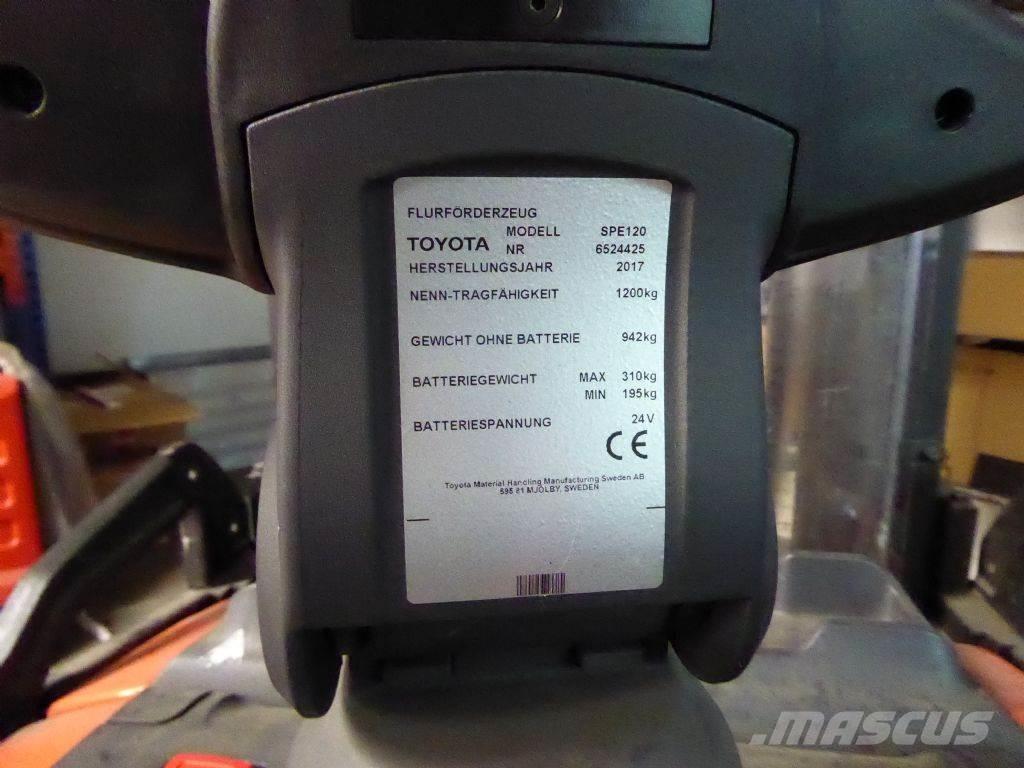 FLURFÖRDERZEUG
TOYOTA MODELL SPE120
NR 6524425
HERSTELLUNGSJAHR 2017
NENN-TRAGFÄHIGKEIT 1200kg
GEWICHT OHNE BATTERIE 942kg
BATTERIEGEWICHT MAX 310kg
MIN 195kg
BATTERIESPANNUNG 24V
CE
Toyota Material Handling Manufacturing Sweden AB
595 81 MJÖLBY, SWEDEN
.MASCUS